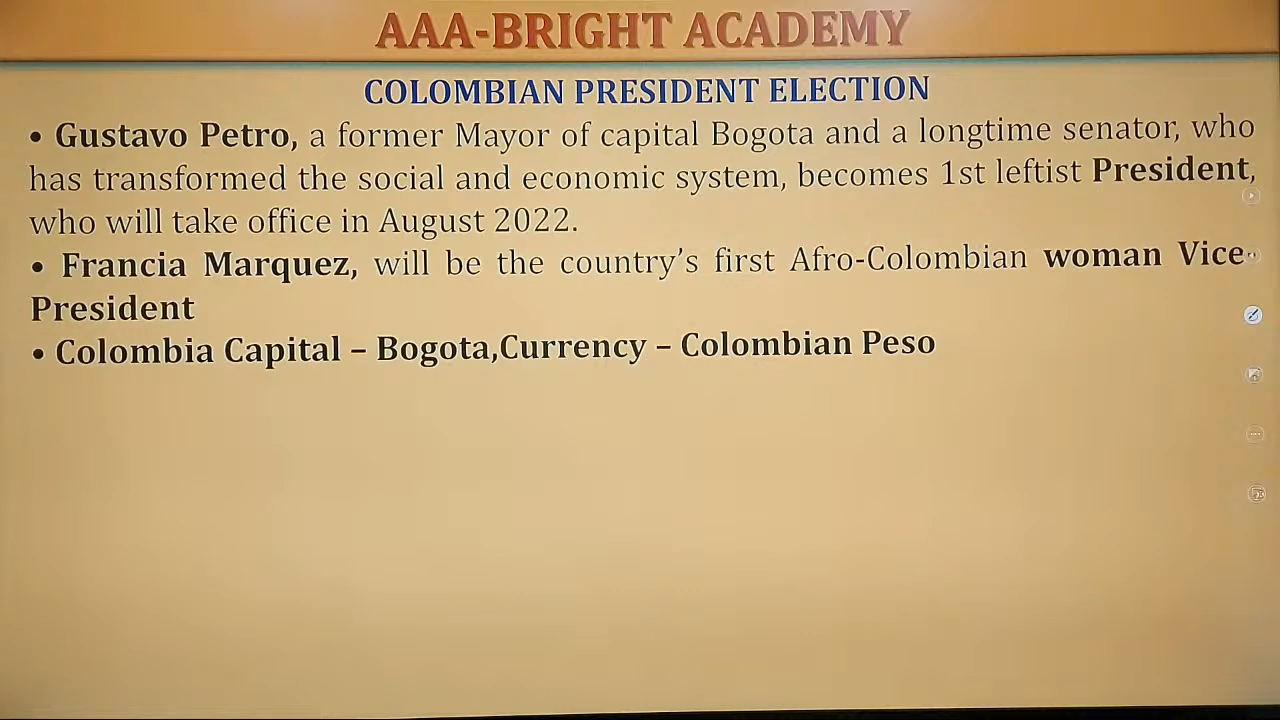 AAA-BRIGHT ACADEMY
COLOMBIAN PRESIDENT ELECTION
• Gustavo Petro, a former Mayor of capital Bogota and a longtime senator, who
has transformed the social and economic system, becomes 1st leftist President,
who will take office in August 2022.
• Francia Marquez, will be the country's first Afro-Colombian woman Vice
President
• Colombia Capital – Bogota,Currency – Colombian Peso